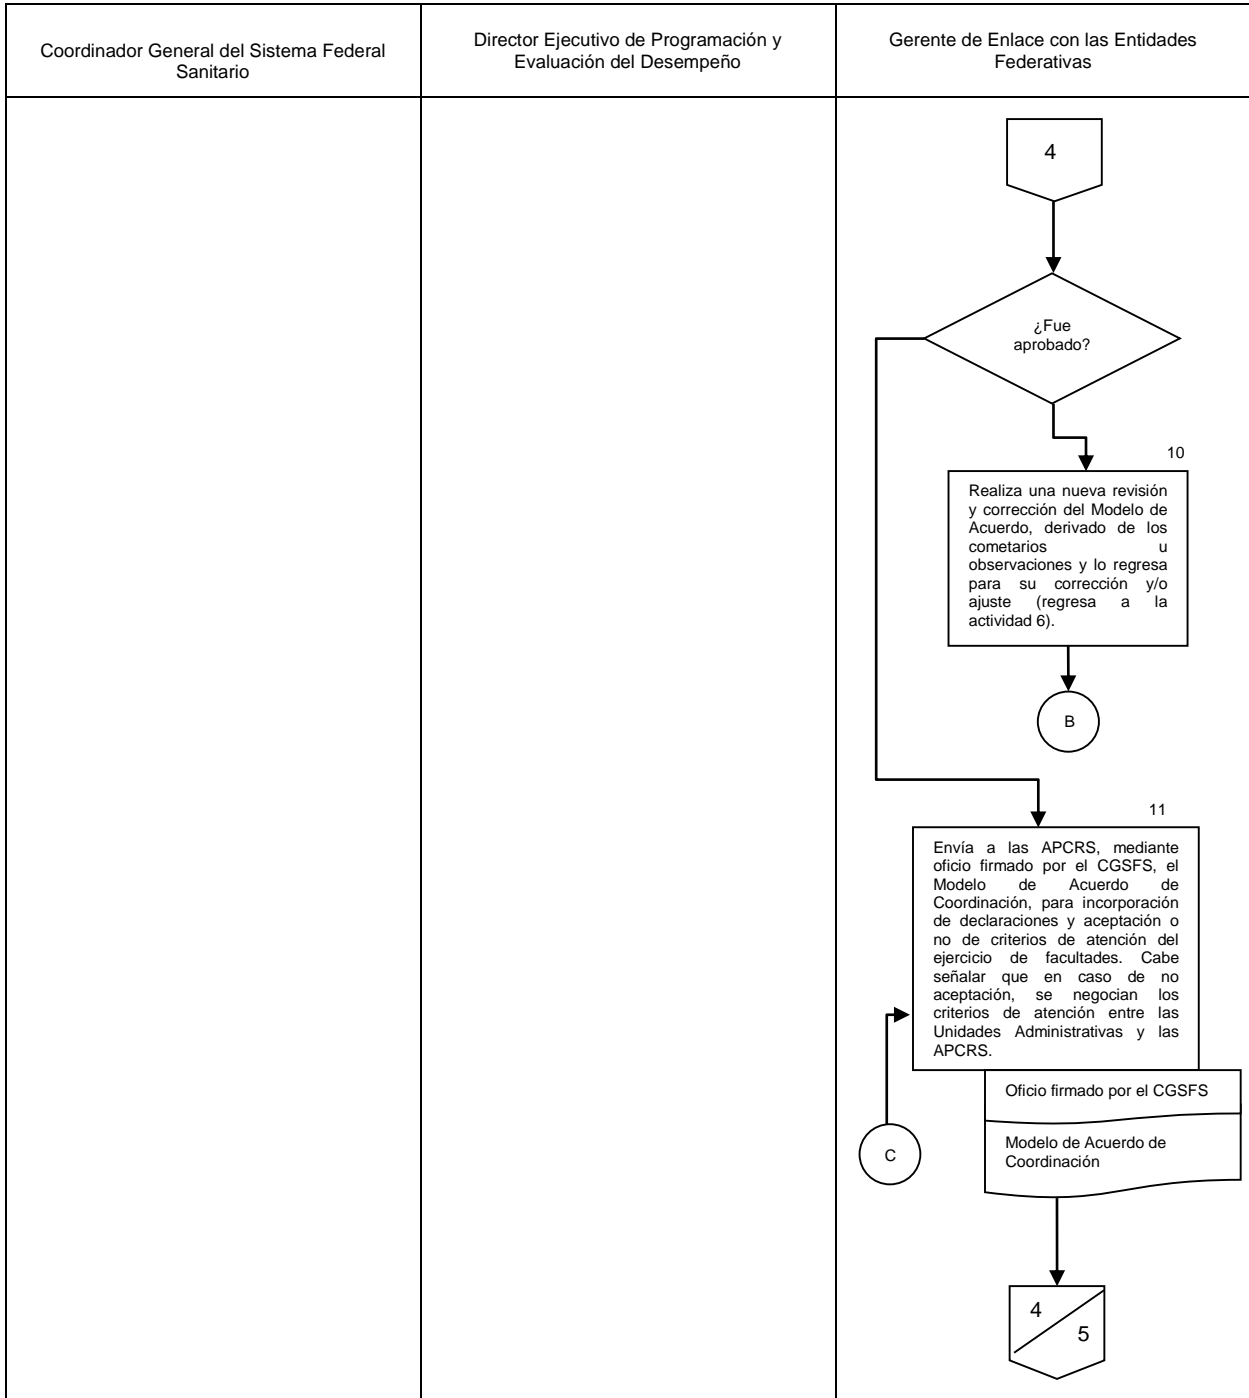 Coordinador General del Sistema Federal
Sanitario
Director Ejecutivo de Programación y
Evaluación del Desempeño
Gerente de Enlace con las Entidades
Federativas
4
¿Fue
aprobado?
10
Realiza una nueva revisión
y corrección del Modelo de
Acuerdo, derivado de los
cometarios u
observaciones y lo regresa
para su corrección y/o
ajuste (regresa a la
actividad 6).
B
11
Envía a las APCRS, mediante
oficio firmado por el CGSFS, el
Modelo de Acuerdo de
Coordinación, para incorporación
de declaraciones y aceptación o
no de criterios de atención del
ejercicio de facultades. Cabe
señalar que en caso de no
aceptación, se negocian los
criterios de atención entre las
Unidades Administrativas y las
APCRS.
Oficio firmado por el CGSFS
C
Modelo de Acuerdo de
Coordinación
4
5